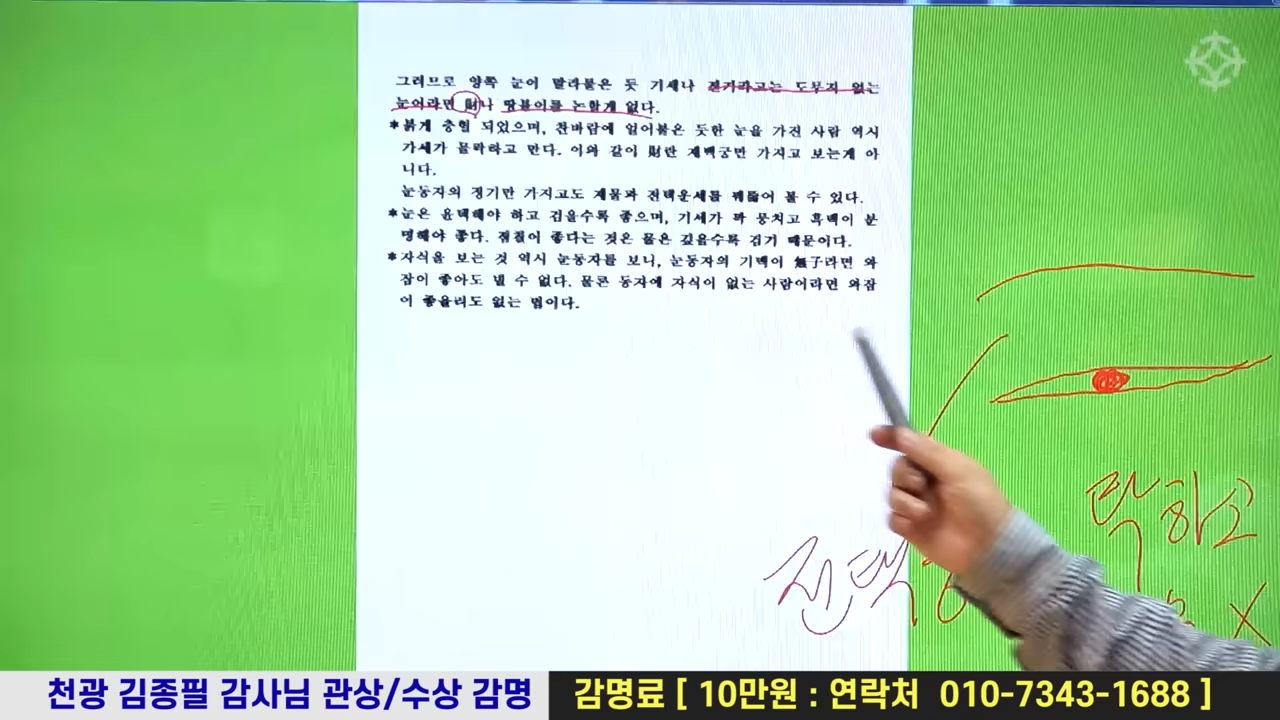 그러므로 양쪽 눈이 말라붙은 듯 기세나 전기라고는 도무지 없는
눈이라면 財나 땅붙이를 논할게 없다.
*붉게 충혈 되었으며, 찬바람에 얼어붙은 듯한 눈을 가진 사람 역시
가세가 몰락하고 만다. 이와 같이 財란 재백궁만 가지고 보는게 아
니다.
눈동자의 정기만 가지고도 재물과 전택운세를 꿰뚫어 볼 수 있다.
*눈은 윤택해야 하고 검을수록 좋으며, 기세가 꽉 뭉치고 흑백이 분
명해야 좋다. 점칠이 좋다는 것은 물은 깊을수록 검기 때문이다.
*자식을 보는 것 역시 눈동자를 보니, 눈동자의 기맥이 無子라면 와
잠이 좋아도 낼 수 없다. 물론 동자에 자식이 없는 사람이라면 와잠
이 좋을리도 없는 법이다.
탁하고
전택
X
천광 김종필 감사님 관상/수상 감명
감명료 [ 10만원 : 연락처 010-7343-1688 ]